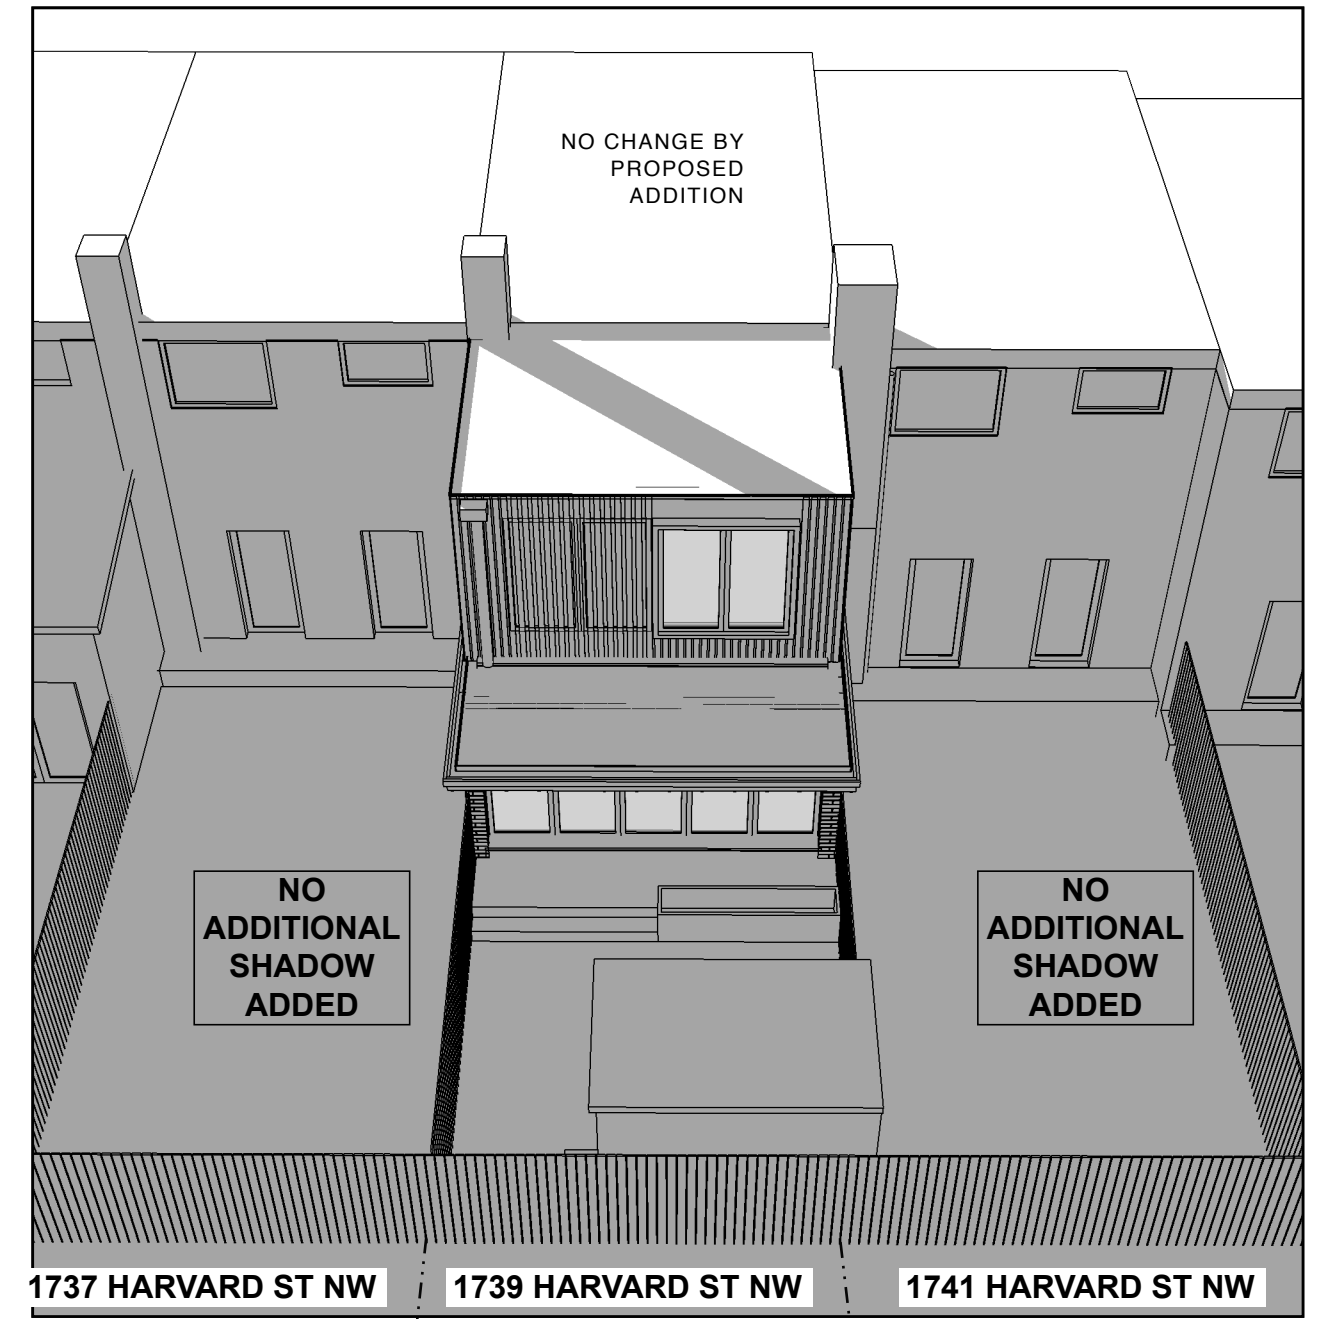 NO CHANGE BY
PROPOSED
ADDITION
NO
ADDITIONAL
SHADOW
ADDED
NO
ADDITIONAL
SHADOW
ADDED
1737 HARVARD ST NW
1739 HARVARD ST NW
1741 HARVARD ST NW